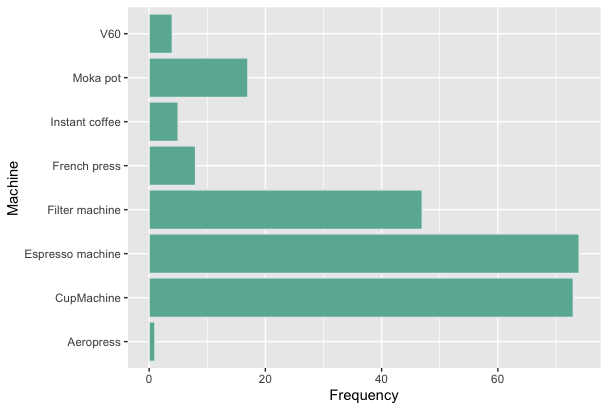 V60
Moka pot
Instant coffee
French press
Filter machine
Espresso machine
CupMachine
Aeropress
Machine
0 20 40 60
Frequency